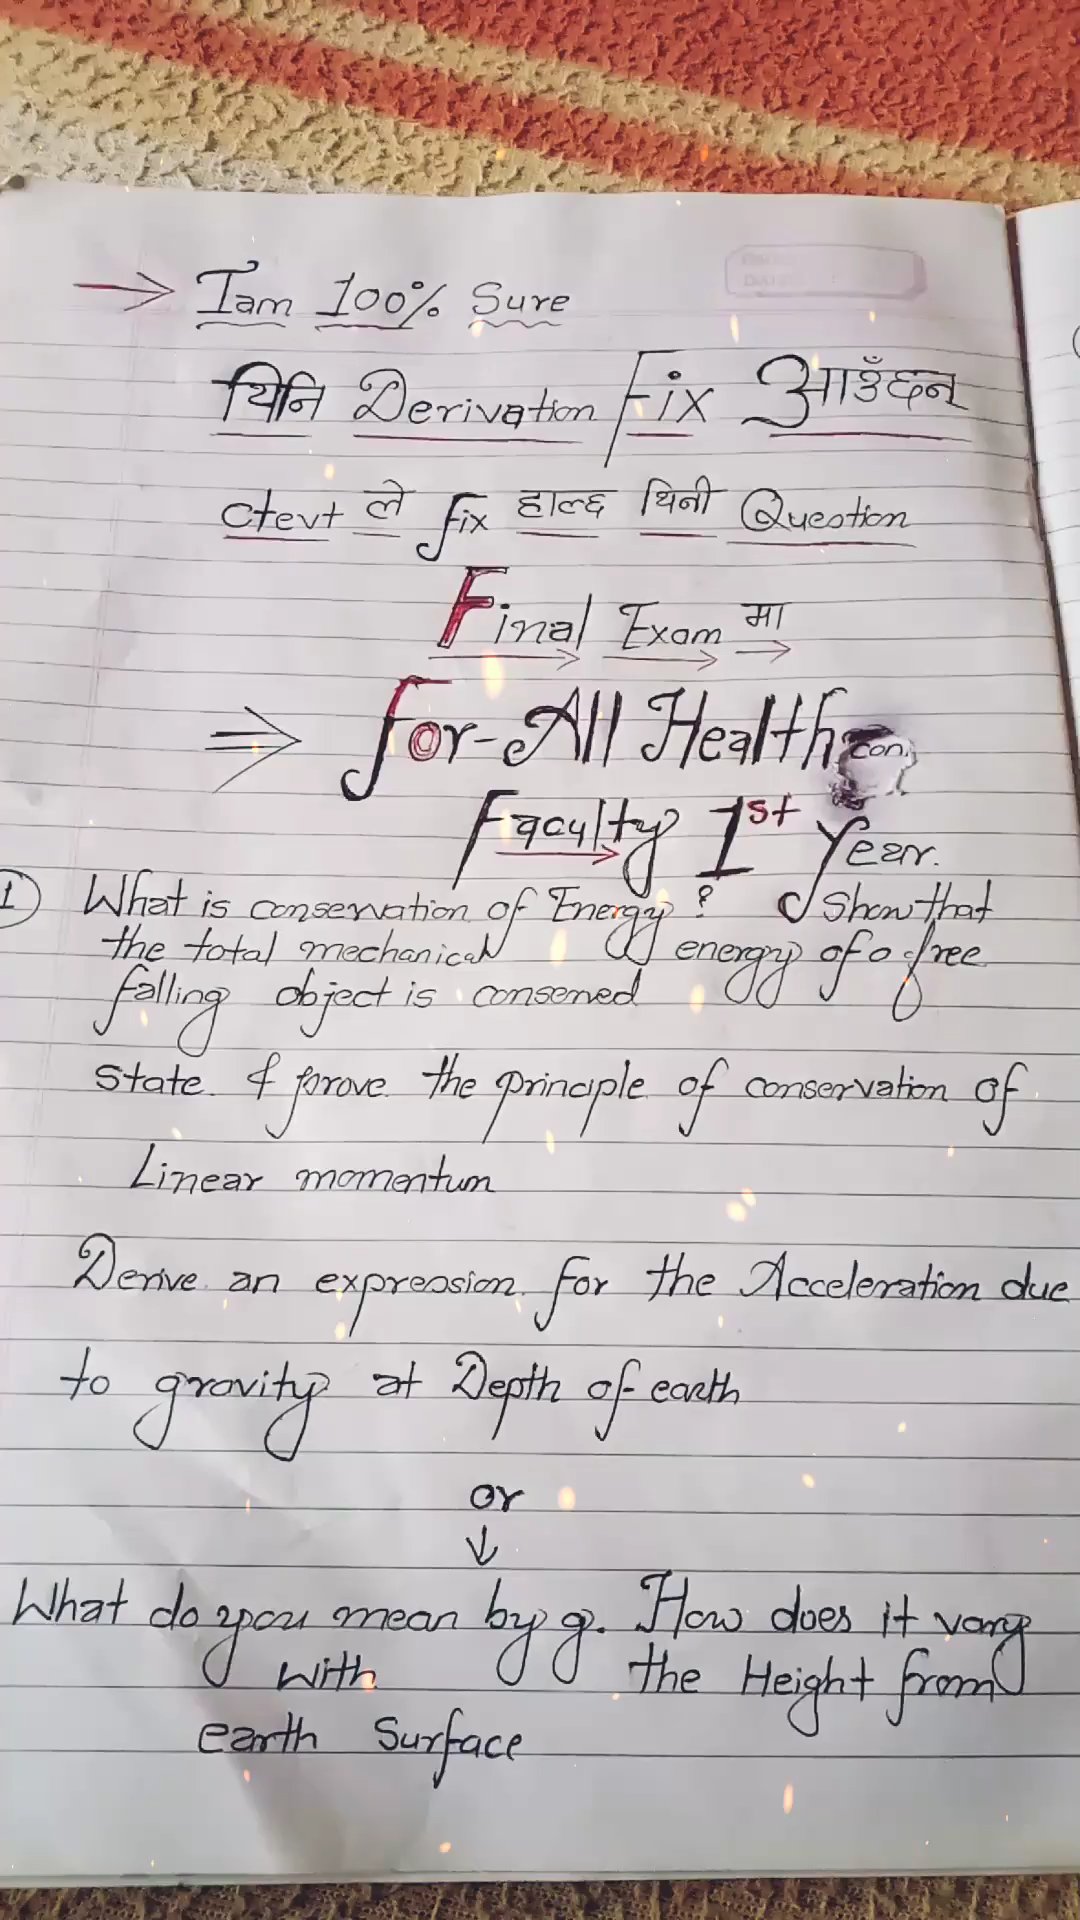 → Iam 100% Sure
यिनि Derivation Fix आउँछन्
ctevt ले fix हाल्छ यिनी Question
Final Exam मा
⇒ for-All Health con.
Faculty 1st Year.
1 What is conservation of Energy? Show that
the total mechanical energy of a free
falling object is conserved
State & prove the principle of conservation of
Linear momentum
Derive an expression for the Acceleration due
to gravity at Depth of earth
or
↓
What do you mean by g. How does it vary
with the Height from
earth Surface